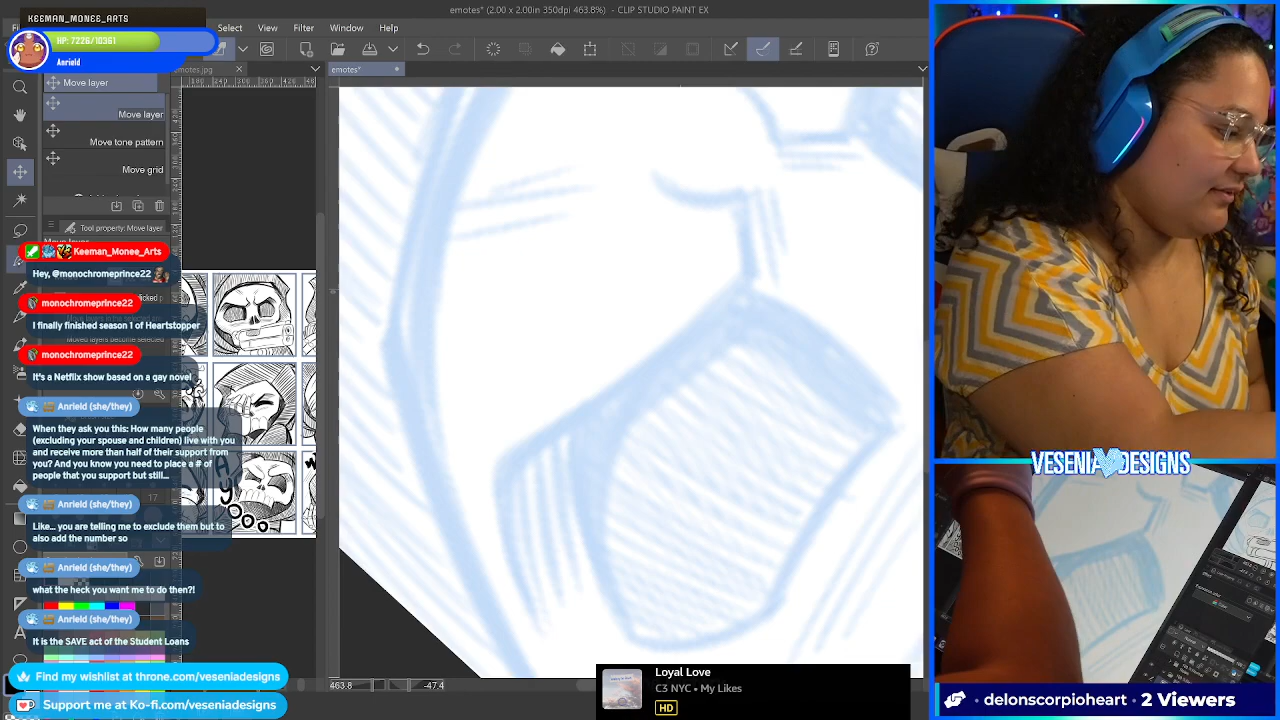 KEEMAN_MONEE_ARTS
HP: 7226/10361
Anrield
emotes* (2.00 x 2.00in 350dpi 463.8%) - CLIP STUDIO PAINT EX
Window
Help
emotes.jpg
emotes*
Move layer
Move layer
Move tone pattern
Move grid
Tool property: Move layer
Keeman_Monee_Arts
Hey, @monochromeprince22
monochromeprince22
I finally finished season 1 of Heartstopper
monochromeprince22
It's a Netflix show based on a gay novel
Anrield (she/they)
When they ask you this: How many people
(excluding your spouse and children) live with you
and receive more than half of their support from
you? And you know you need to place a # of
people that you support but still...
Anrield (she/they)
Like... you are telling me to exclude them but to
also add the number so
Anrield (she/they)
what the heck you want me to do then?!
Anrield (she/they)
It is the SAVE act of the Student Loans
Find my wishlist at throne.com/veseniadesigns
Support me at Ko-fi.com/veseniadesigns
463.8
-47.4
Loyal Love
C3 NYC • My Likes
HD
VESENIA DESIGNS
delonscorpioheart • 2 Viewers